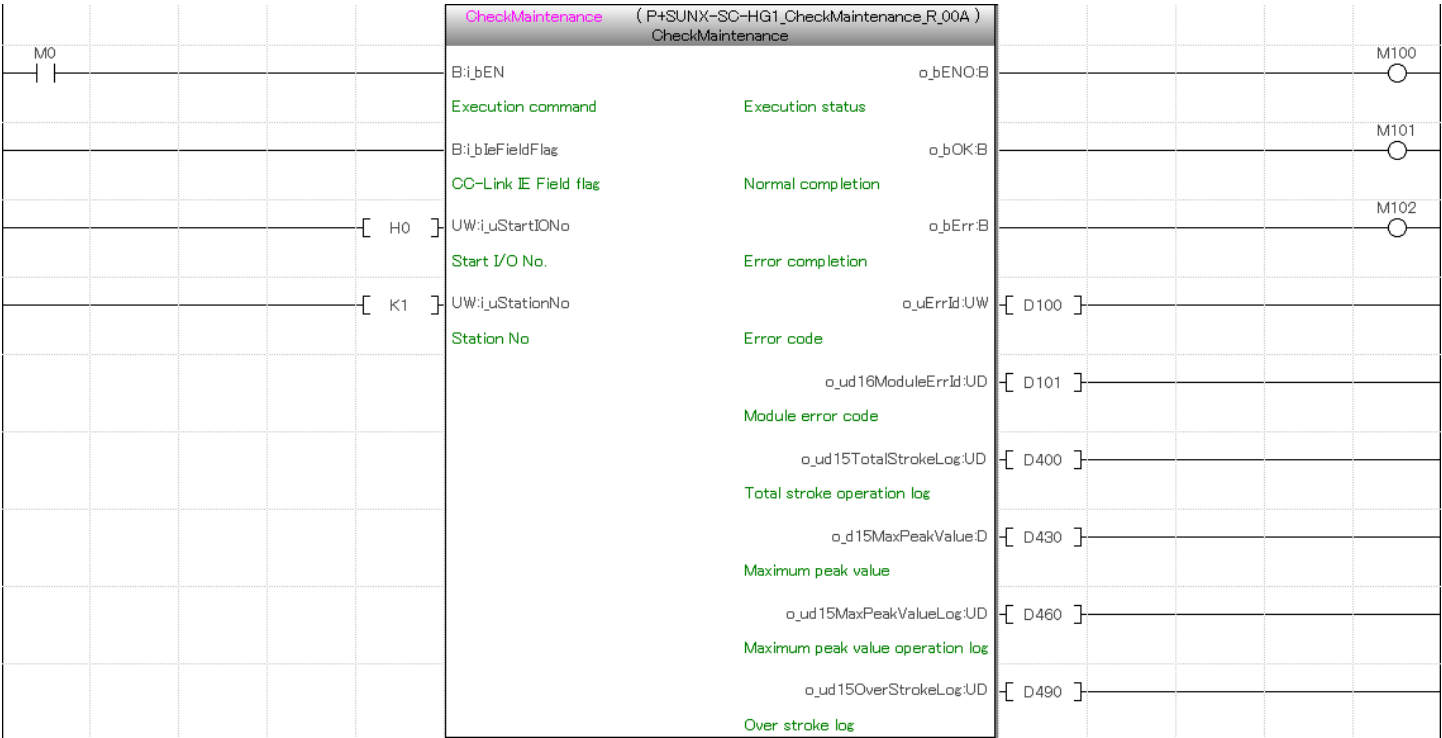 CheckMaintenance (P+SUNX-SC-HG1_CheckMaintenance_R_00A)
CheckMaintenance
M0 M100
B:i_bEN o_bENO:B
Execution command Execution status
M101
B:i_bIeFieldFlag o_bOK:B
CC-Link IE Field flag Normal completion
M102
H0 UW:i_uStartIONo o_bErr:B
Start I/O No. Error completion
K1 UW:i_uStationNo o_uErrId:UW D100
Station No Error code
o_ud16ModuleErrId:UD D101
Module error code
o_ud15TotalStrokeLog:UD D400
Total stroke operation log
o_d15MaxPeakValue:D D430
Maximum peak value
o_ud15MaxPeakValueLog:UD D460
Maximum peak value operation log
o_ud15OverStrokeLog:UD D490
Over stroke log